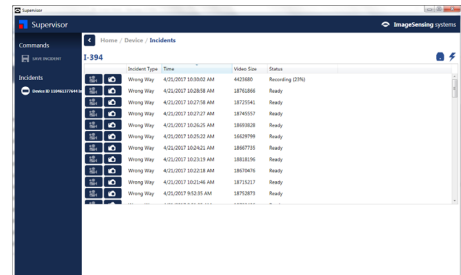 Supervisor
Supervisor
ImageSensing systems
Commands
SAVE INCIDENT
Incidents
Home / Device / Incidents
I-394
Incident Type Time Video Size Status
Wrong Way 4/21/2017 10:30:02 AM 4423680 Recording (23%)
Wrong Way 4/21/2017 10:28:58 AM 18761866 Ready
Wrong Way 4/21/2017 10:27:58 AM 18725541 Ready
Wrong Way 4/21/2017 10:27:27 AM 18745557 Ready
Wrong Way 4/21/2017 10:26:25 AM 18693828 Ready
Wrong Way 4/21/2017 10:25:22 AM 16629799 Ready
Wrong Way 4/21/2017 10:24:21 AM 18667735 Ready
Wrong Way 4/21/2017 10:23:19 AM 18818196 Ready
Wrong Way 4/21/2017 10:22:18 AM 18670476 Ready
Wrong Way 4/21/2017 10:21:46 AM 18715217 Ready
Wrong Way 4/21/2017 9:52:35 AM 18752873 Ready